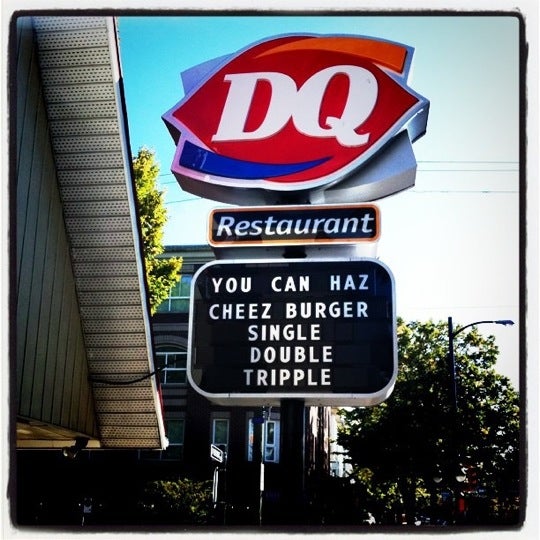 DQ
Restaurant
YOU CAN HAZ
CHEEZ BURGER
SINGLE
DOUBLE
TRIPPLE